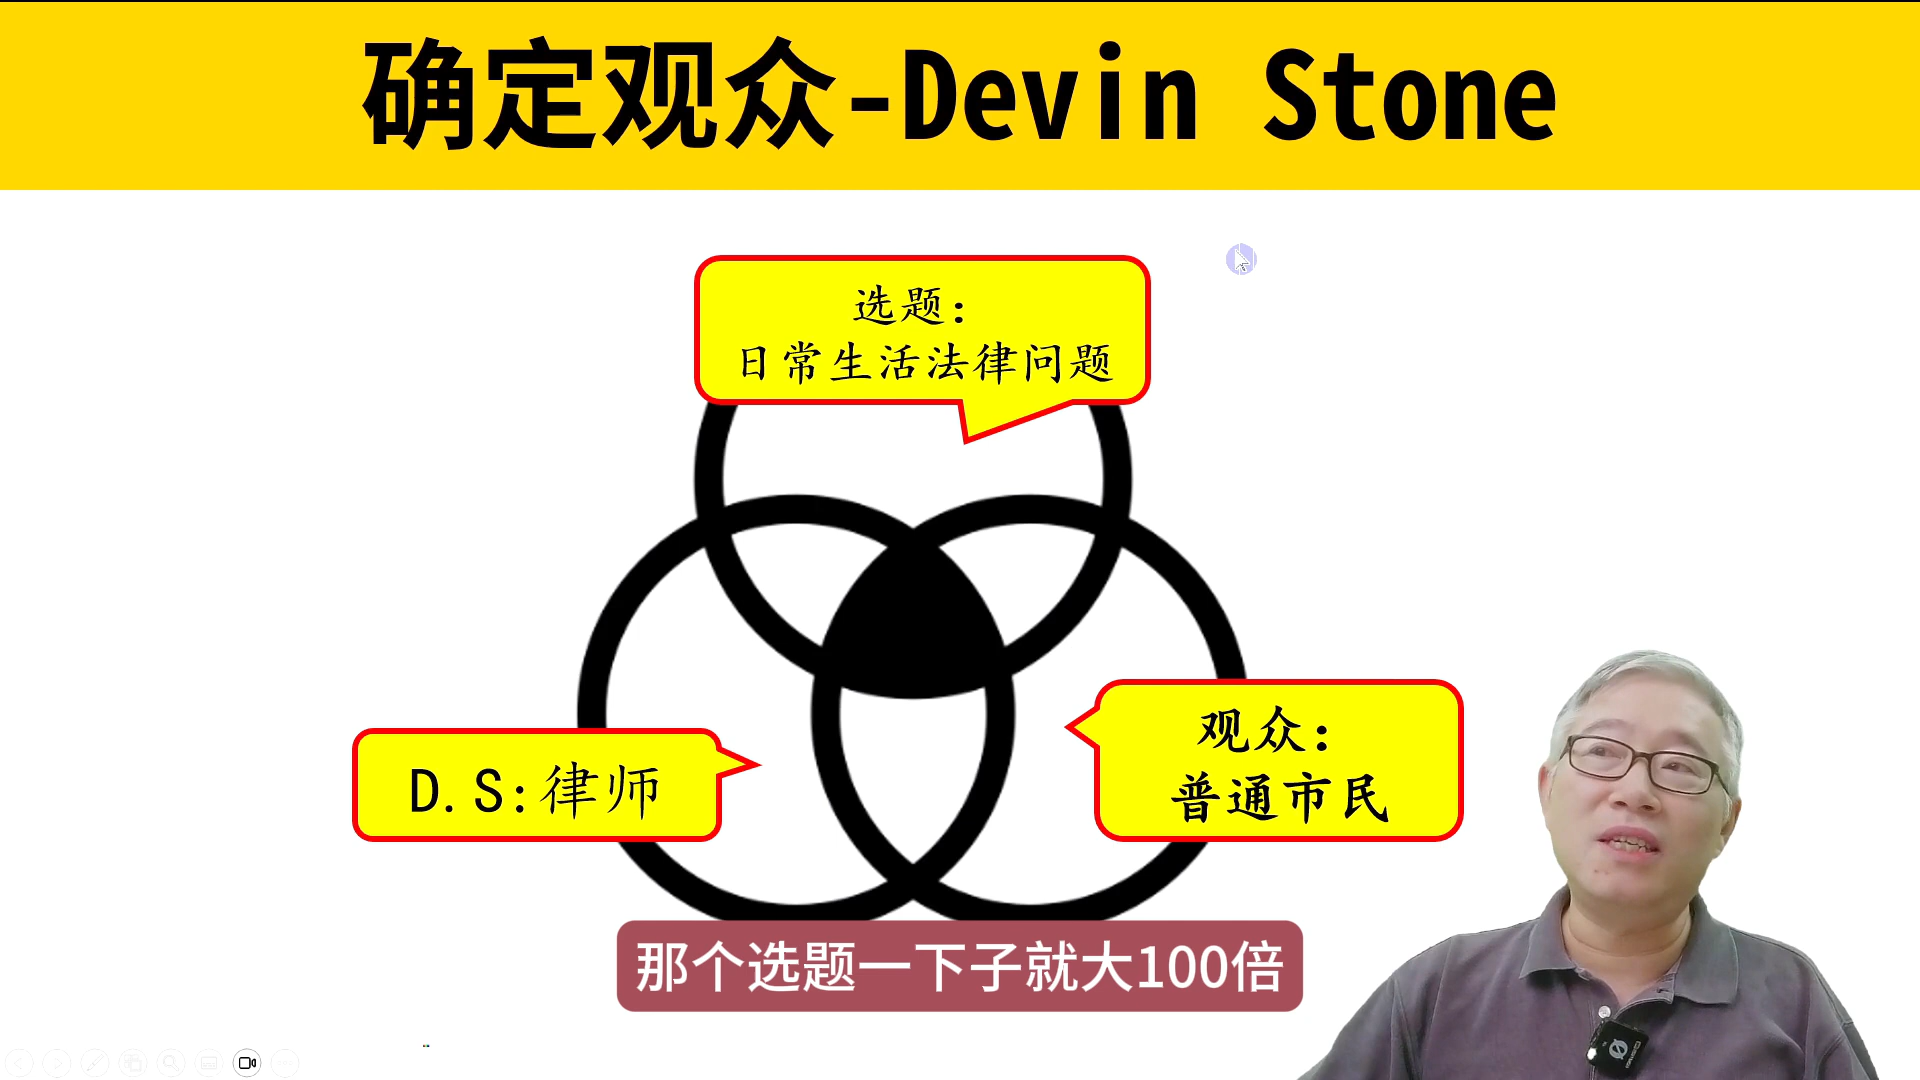 确定观众-Devin Stone
选题：
日常生活法律问题
D.S:律师
观众：
普通市民
那个选题一下子就大100倍